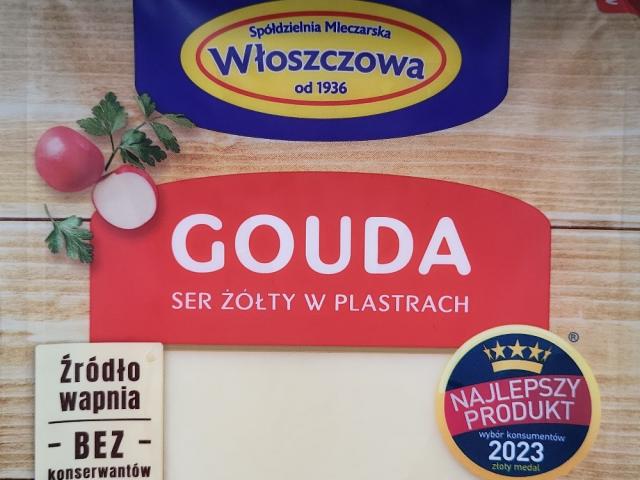 Spółdzielnia Mleczarska
Włoszczowa
od 1936
GOUDA
SER ŻÓŁTY W PLASTRACH
Źródło
wapnia
- BEZ -
konserwantów
®
NAJLEPSZY
PRODUKT
wybór konsumentów
2023
złoty medal